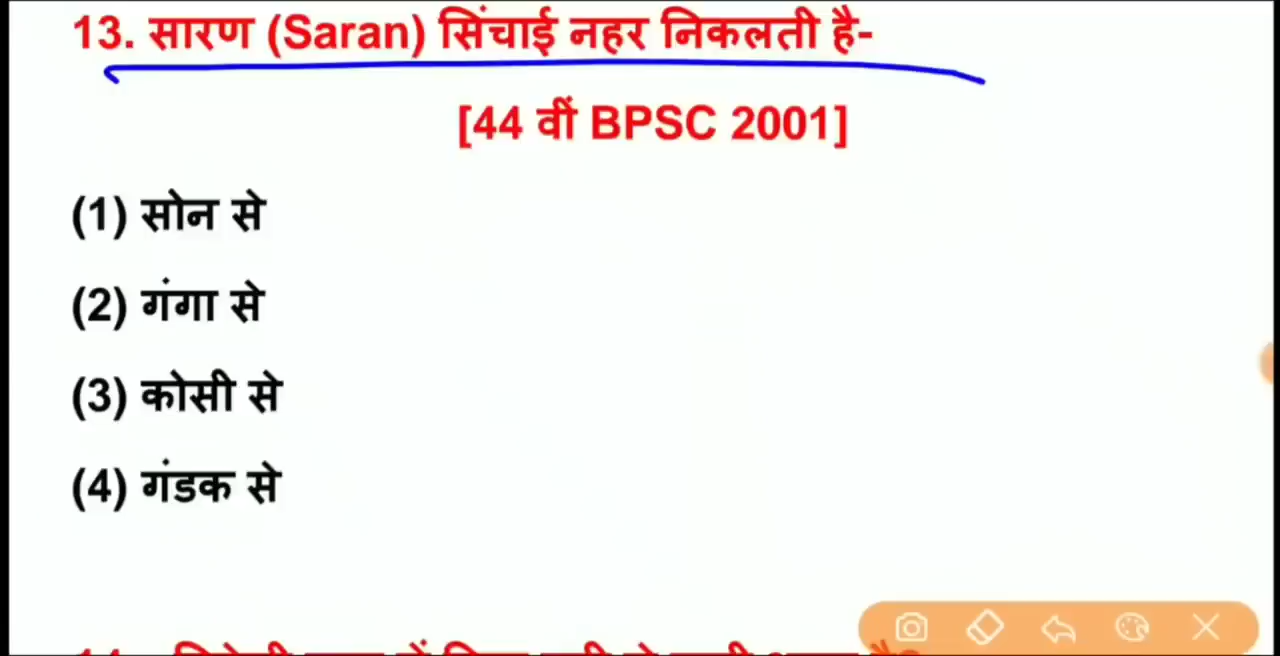 13. सारण (Saran) सिंचाई नहर निकलती है-
[44 वीं BPSC 2001]
(1) सोन से
(2) गंगा से
(3) कोसी से
(4) गंडक से